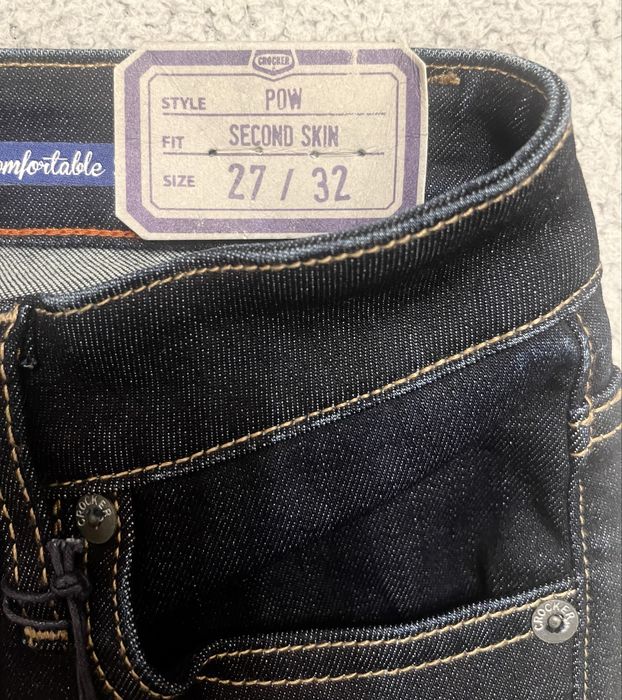 CROCKER
STYLE POW
FIT SECOND SKIN
SIZE 27 / 32
omfortable
CROCKER
CROCKER